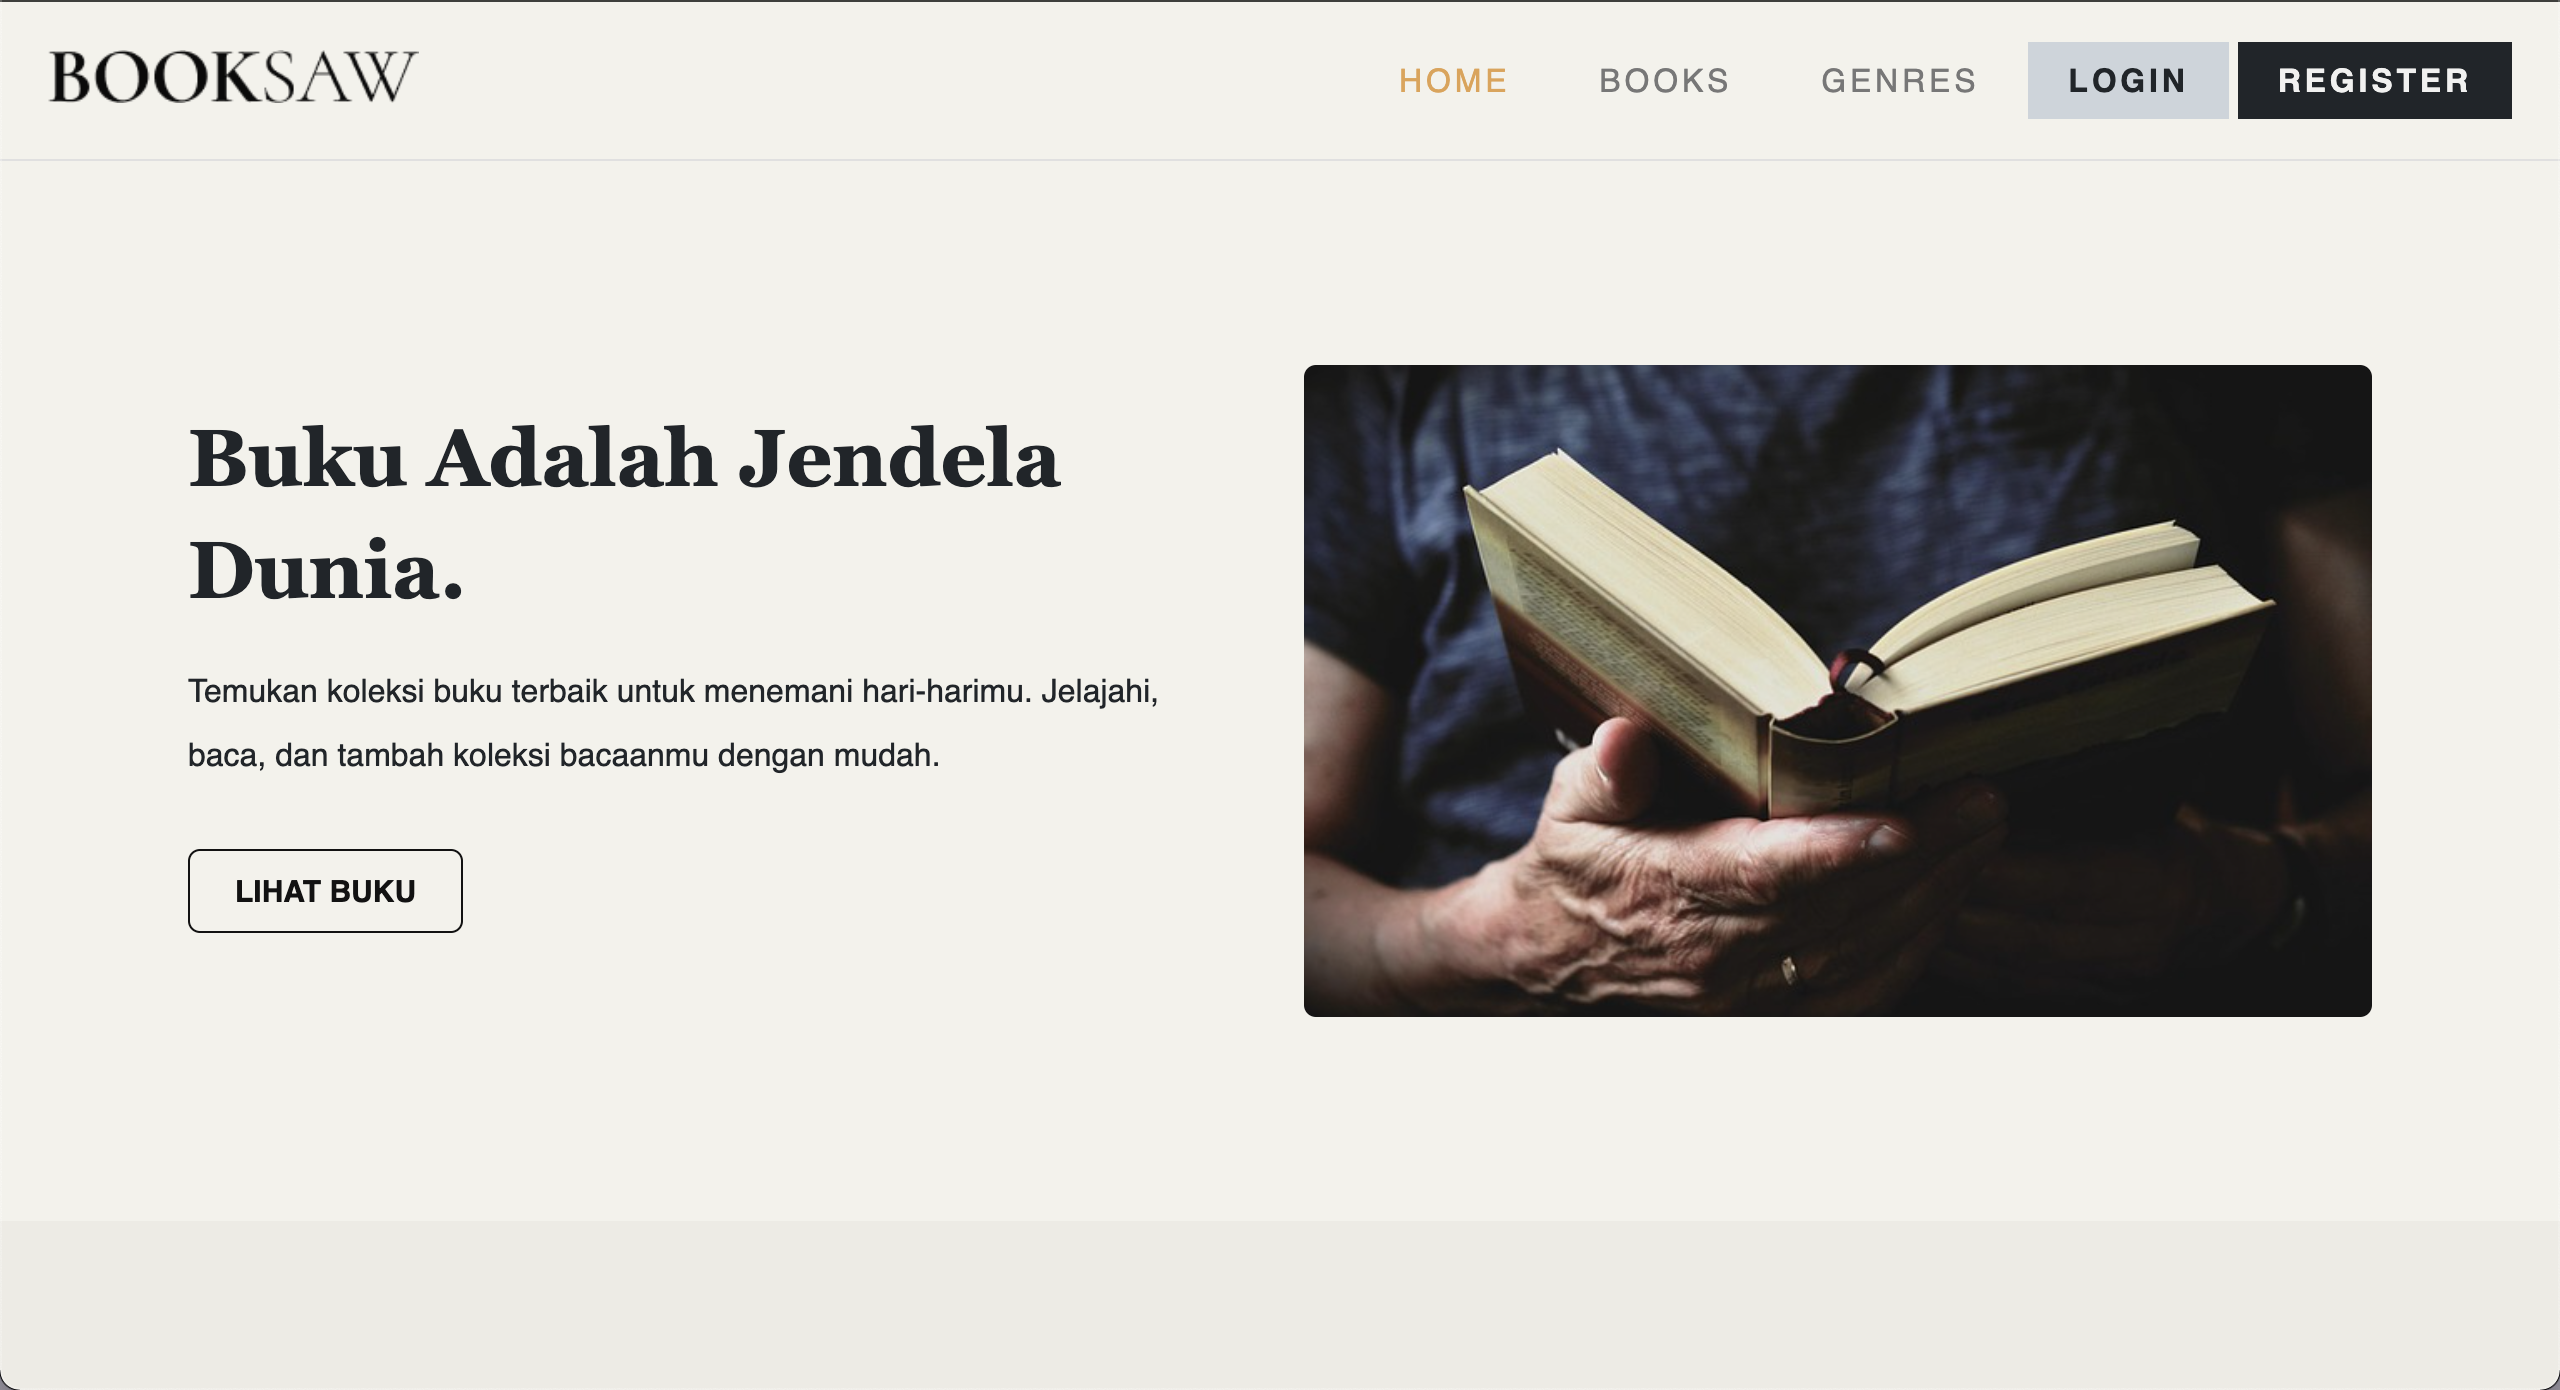 BOOKSAW
HOME BOOKS GENRES LOGIN REGISTER
Buku Adalah Jendela
Dunia.
Temukan koleksi buku terbaik untuk menemani hari-harimu. Jelajahi,
baca, dan tambah koleksi bacaanmu dengan mudah.
LIHAT BUKU